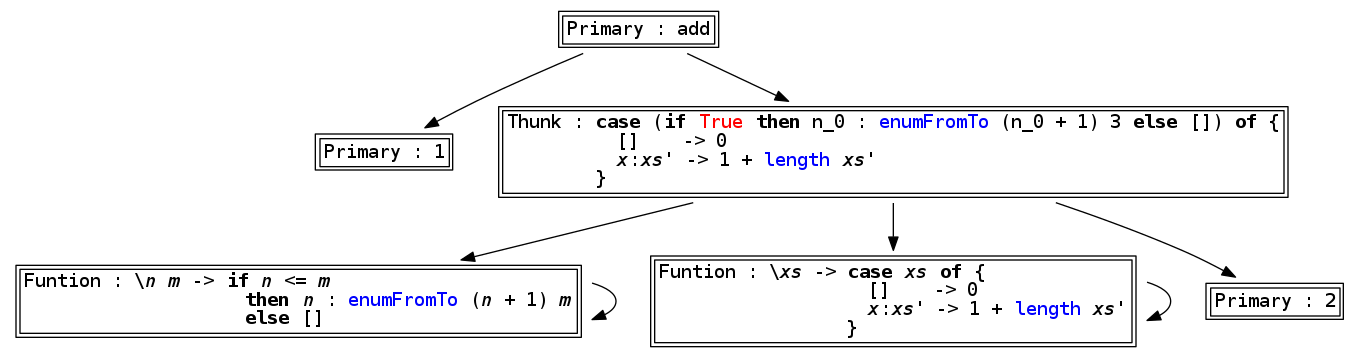 Primary : add
Primary : 1
Thunk : case (if True then n_0 : enumFromTo (n_0 + 1) 3 else []) of {
[] -> 0
x:xs' -> 1 + length xs'
}
Funtion : \n m -> if n <= m
then n : enumFromTo (n + 1) m
else []
Funtion : \xs -> case xs of {
[] -> 0
x:xs' -> 1 + length xs'
}
Primary : 2